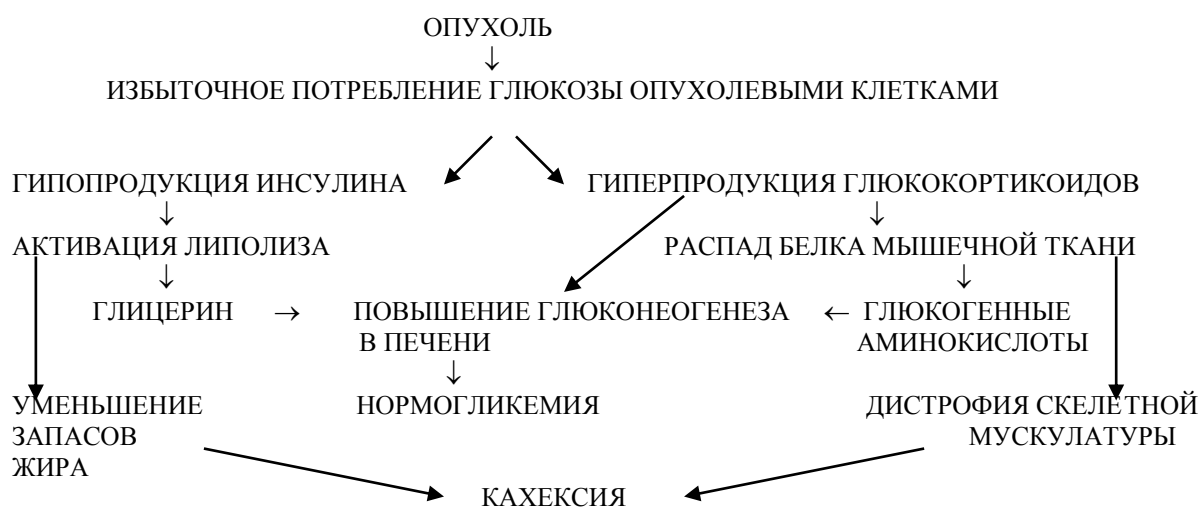 ОПУХОЛЬ
↓
ИЗБЫТОЧНОЕ ПОТРЕБЛЕНИЕ ГЛЮКОЗЫ ОПУХОЛЕВЫМИ КЛЕТКАМИ
ГИПОПРОДУКЦИЯ ИНСУЛИНА ГИПЕРПРОДУКЦИЯ ГЛЮКОКОРТИКОИДОВ
↓ ↓
АКТИВАЦИЯ ЛИПОЛИЗА РАСПАД БЕЛКА МЫШЕЧНОЙ ТКАНИ
↓ ↓
ГЛИЦЕРИН → ПОВЫШЕНИЕ ГЛЮКОНЕОГЕНЕЗА ← ГЛЮКОГЕННЫЕ
В ПЕЧЕНИ АМИНОКИСЛОТЫ
↓
УМЕНЬШЕНИЕ НОРМОГЛИКЕМИЯ ДИСТРОФИЯ СКЕЛЕТНОЙ
ЗАПАСОВ МУСКУЛАТУРЫ
ЖИРА
КАХЕКСИЯ